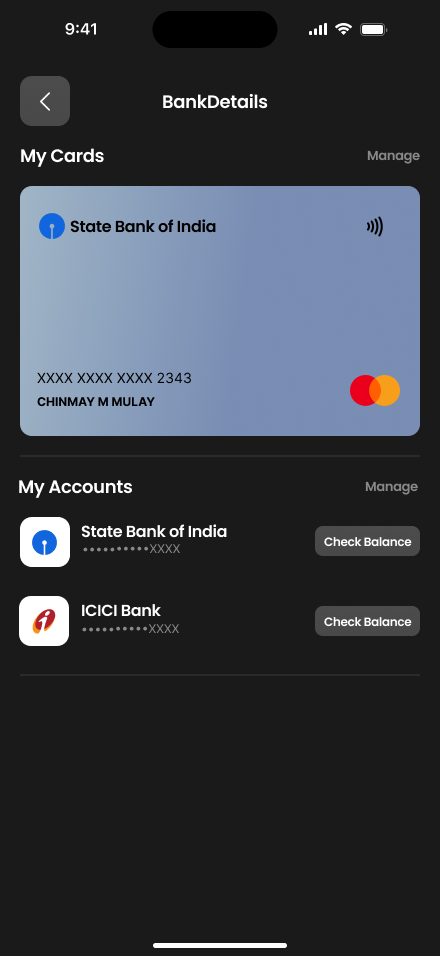 9:41
BankDetails
My Cards
Manage
State Bank of India
XXXX XXXX XXXX 2343
CHINMAY M MULAY
My Accounts
Manage
State Bank of India
••••••••••XXXX
Check Balance
ICICI Bank
••••••••••XXXX
Check Balance